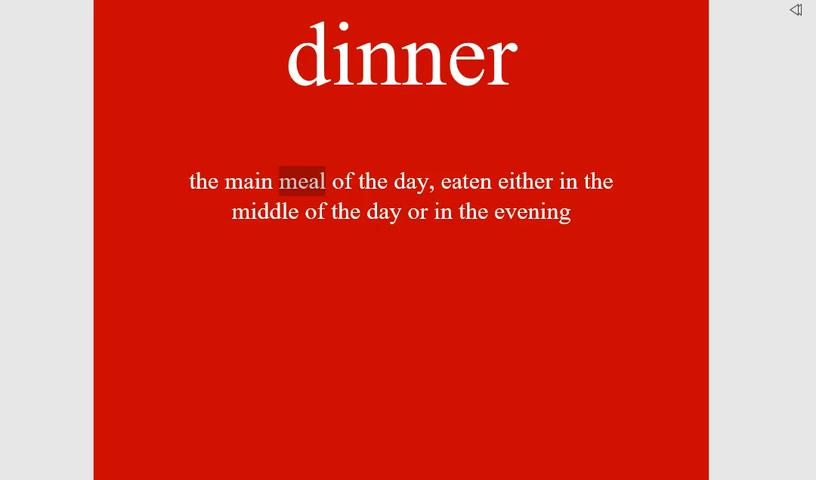 dinner
the main meal of the day, eaten either in the
middle of the day or in the evening